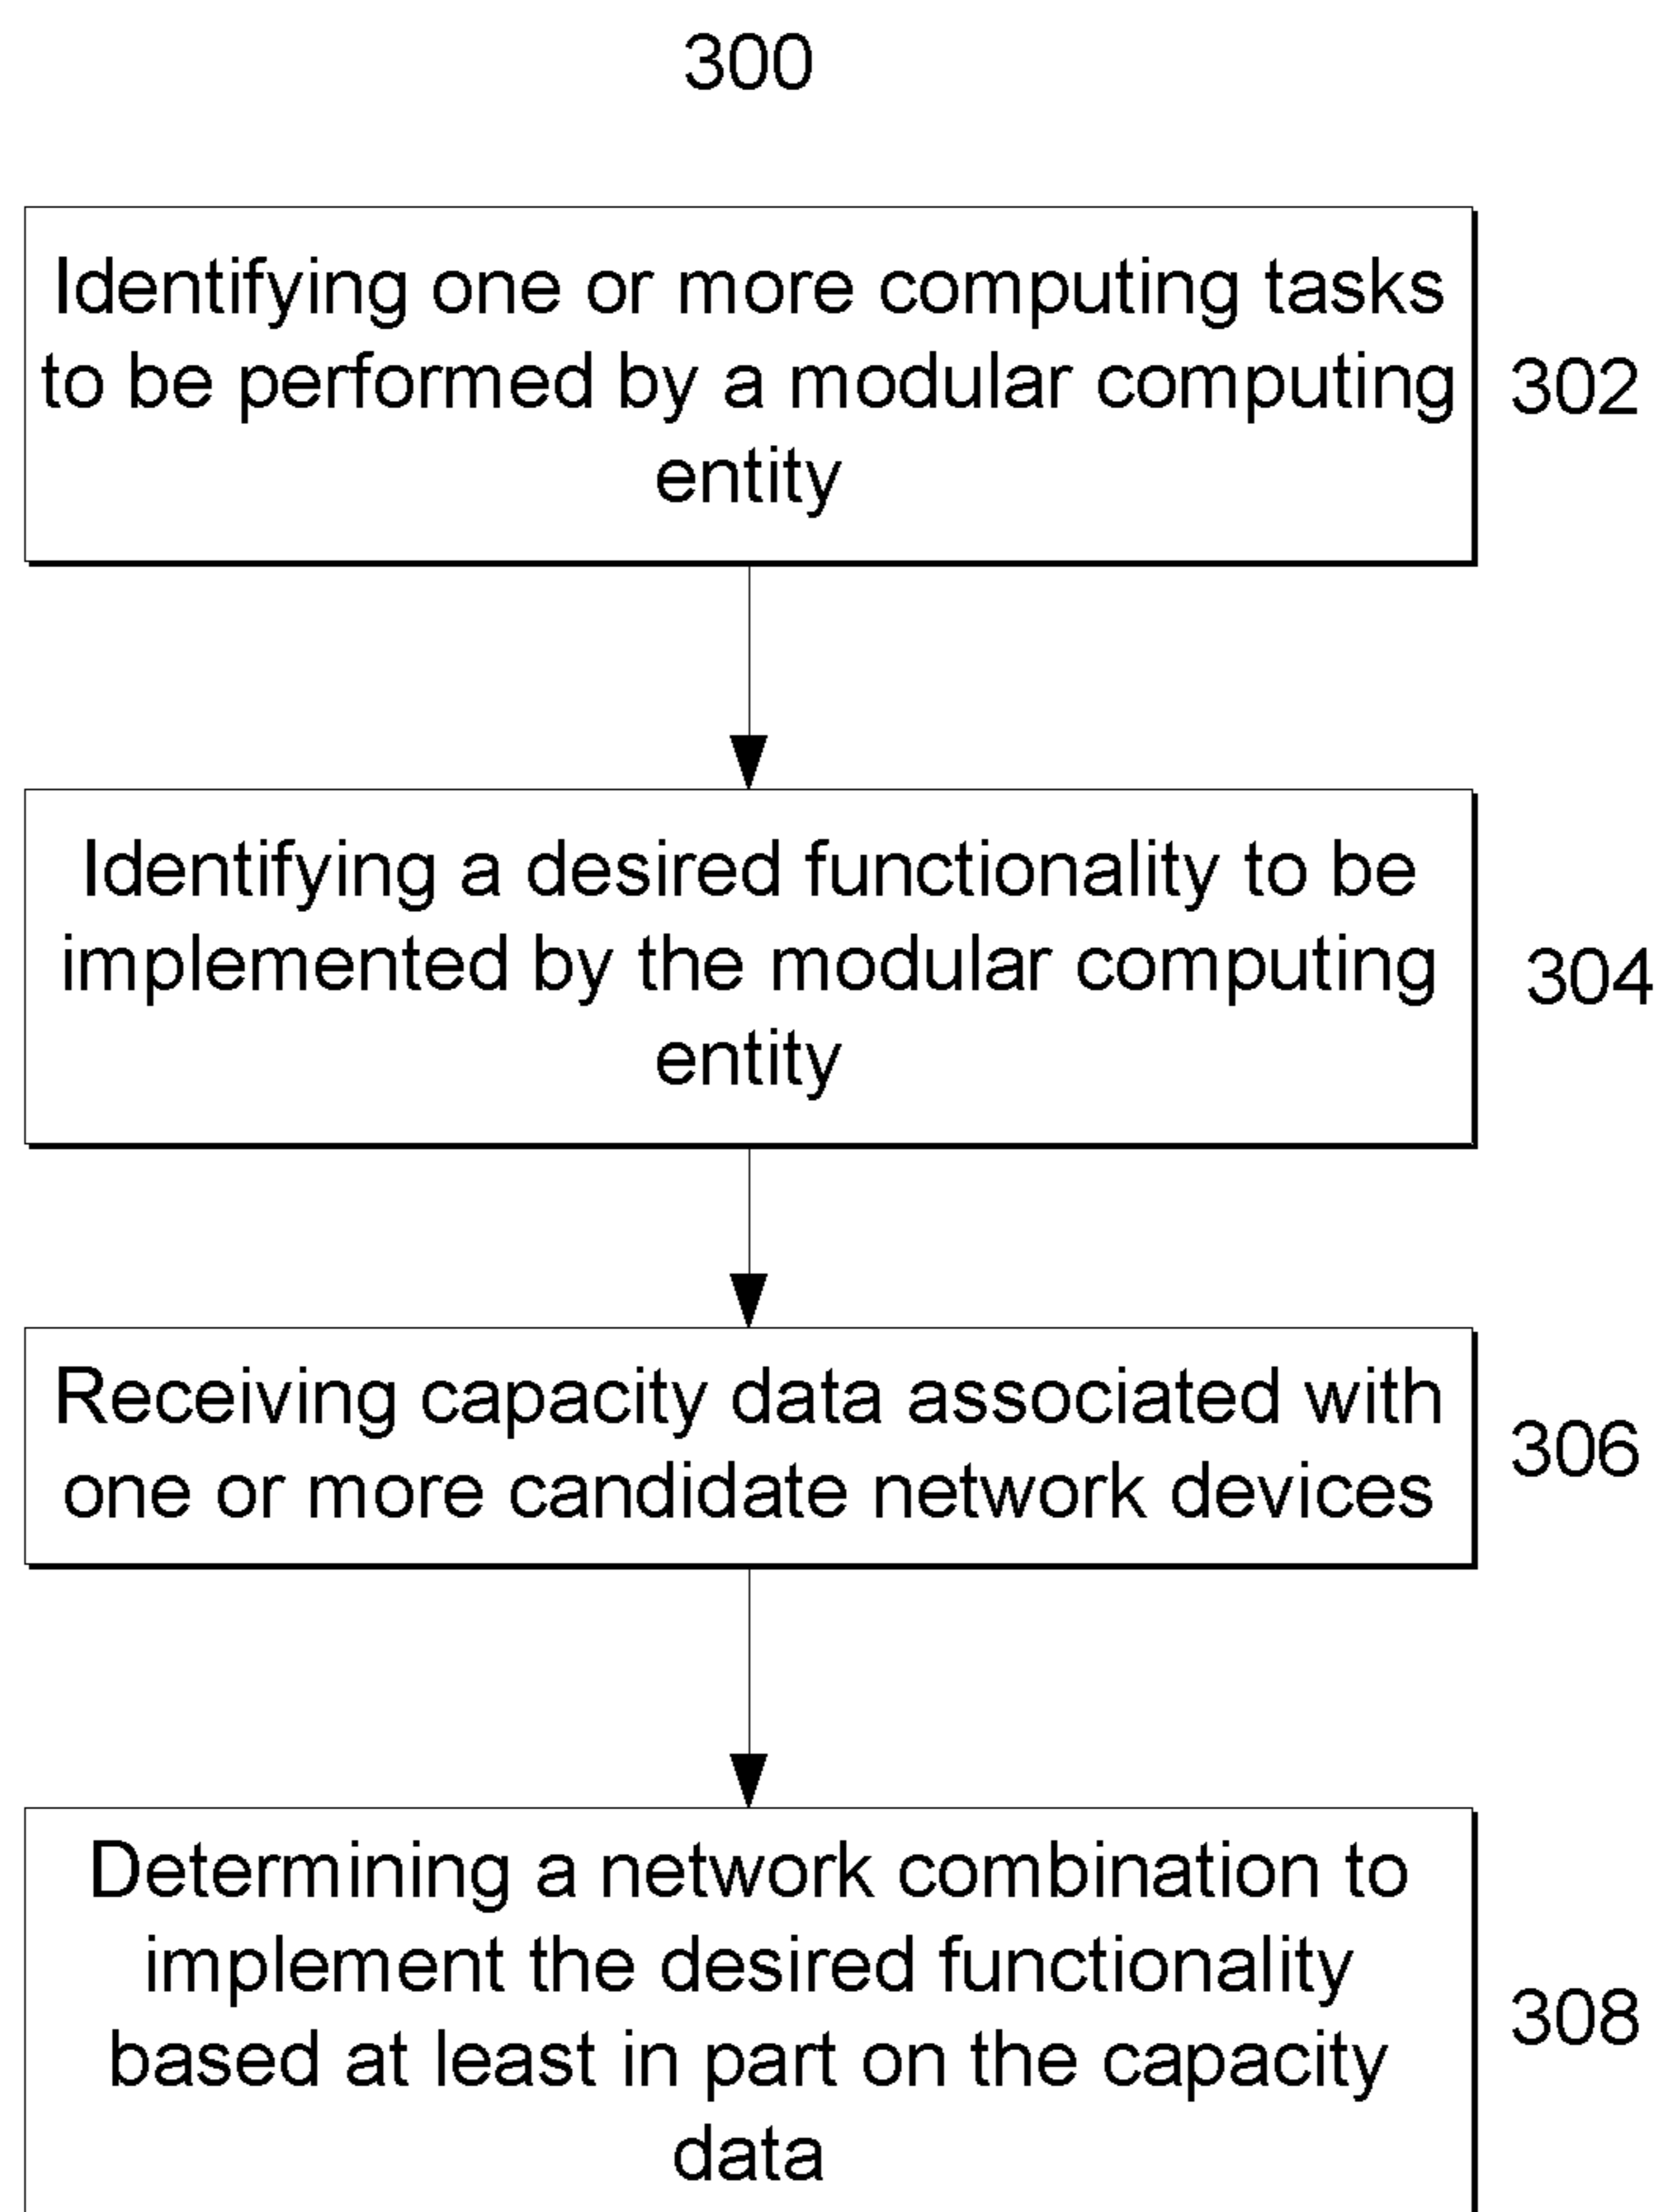 300
Identifying one or more computing tasks
to be performed by a modular computing
entity
302
Identifying a desired functionality to be
implemented by the modular computing
entity
304
Receiving capacity data associated with
one or more candidate network devices
306
Determining a network combination to
implement the desired functionality
based at least in part on the capacity
data
308